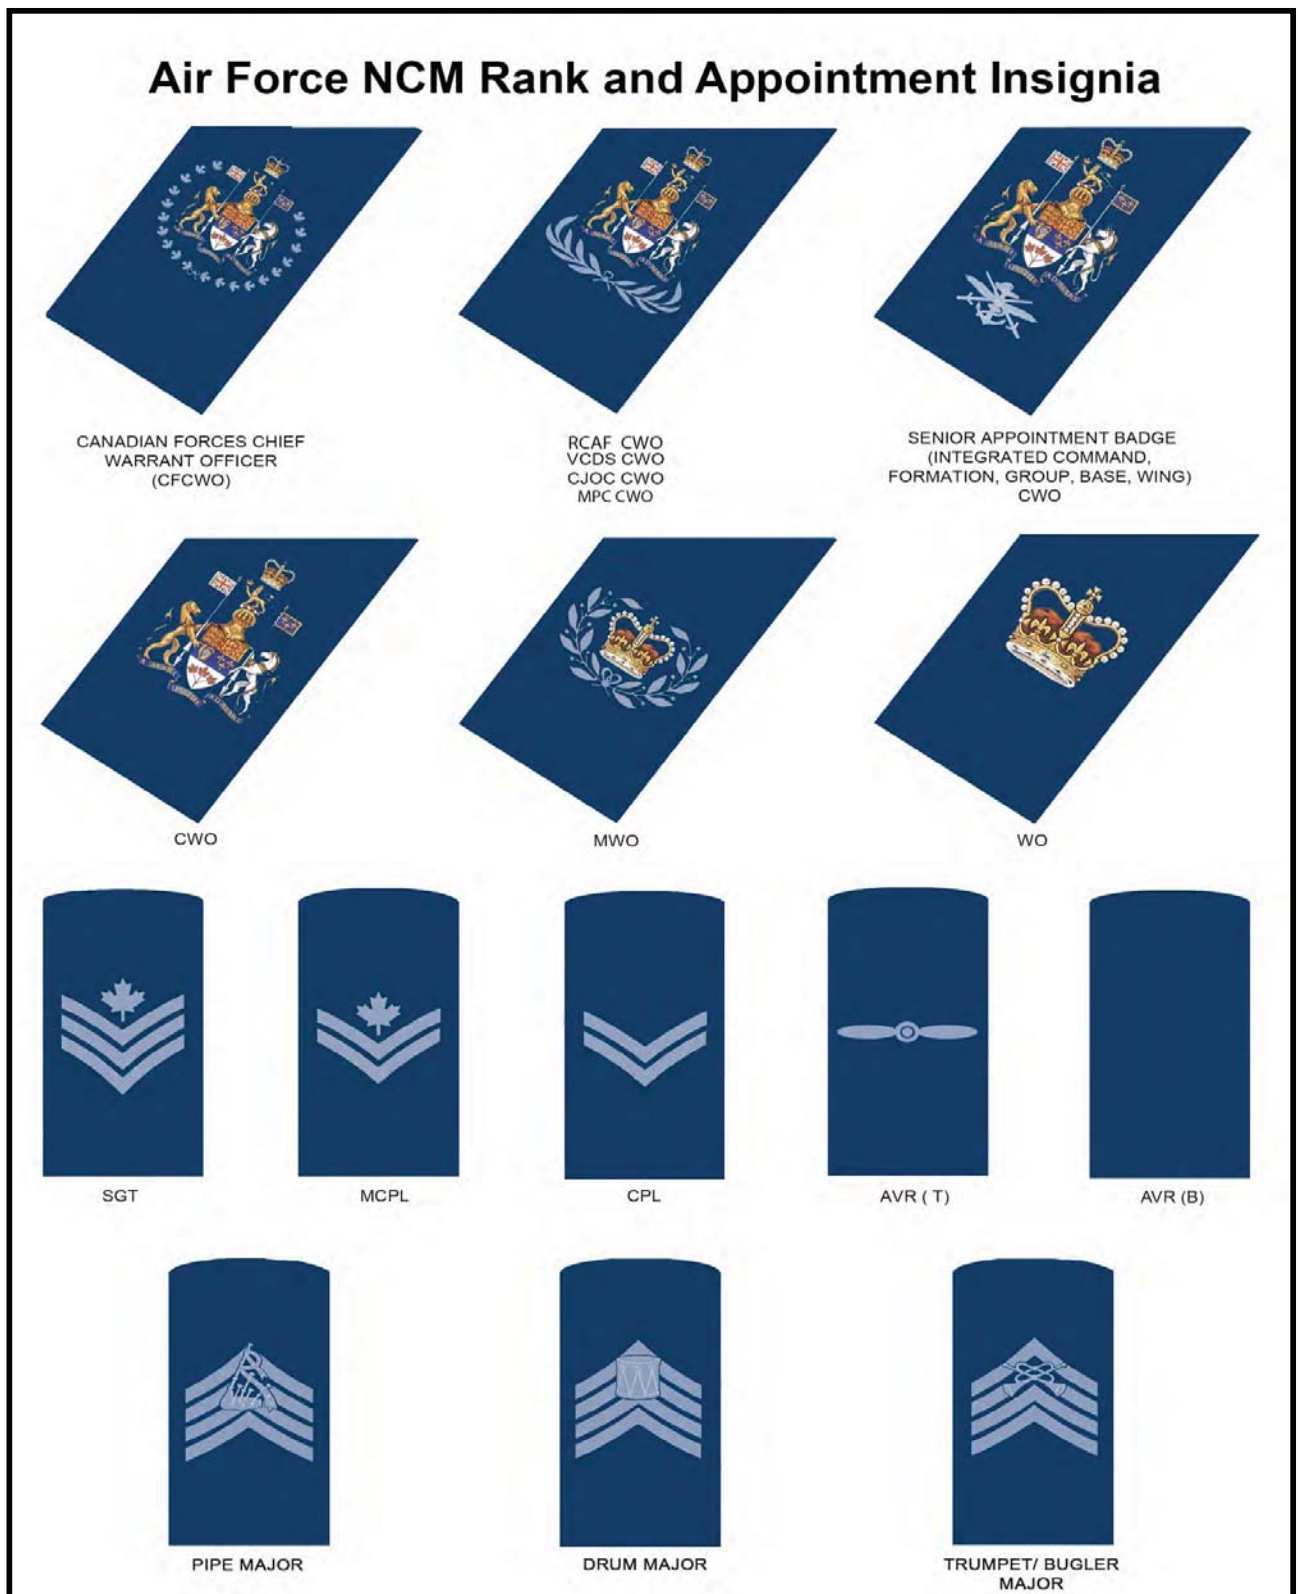 Air Force NCM Rank and Appointment Insignia
CANADIAN FORCES CHIEF
WARRANT OFFICER
(CFCWO)
RCAF CWO
VCDS CWO
CJOC CWO
MPC CWO
SENIOR APPOINTMENT BADGE
(INTEGRATED COMMAND,
FORMATION, GROUP, BASE, WING)
CWO
CWO
MWO
WO
SGT
MCPL
CPL
AVR ( T)
AVR (B)
PIPE MAJOR
DRUM MAJOR
TRUMPET/ BUGLER
MAJOR